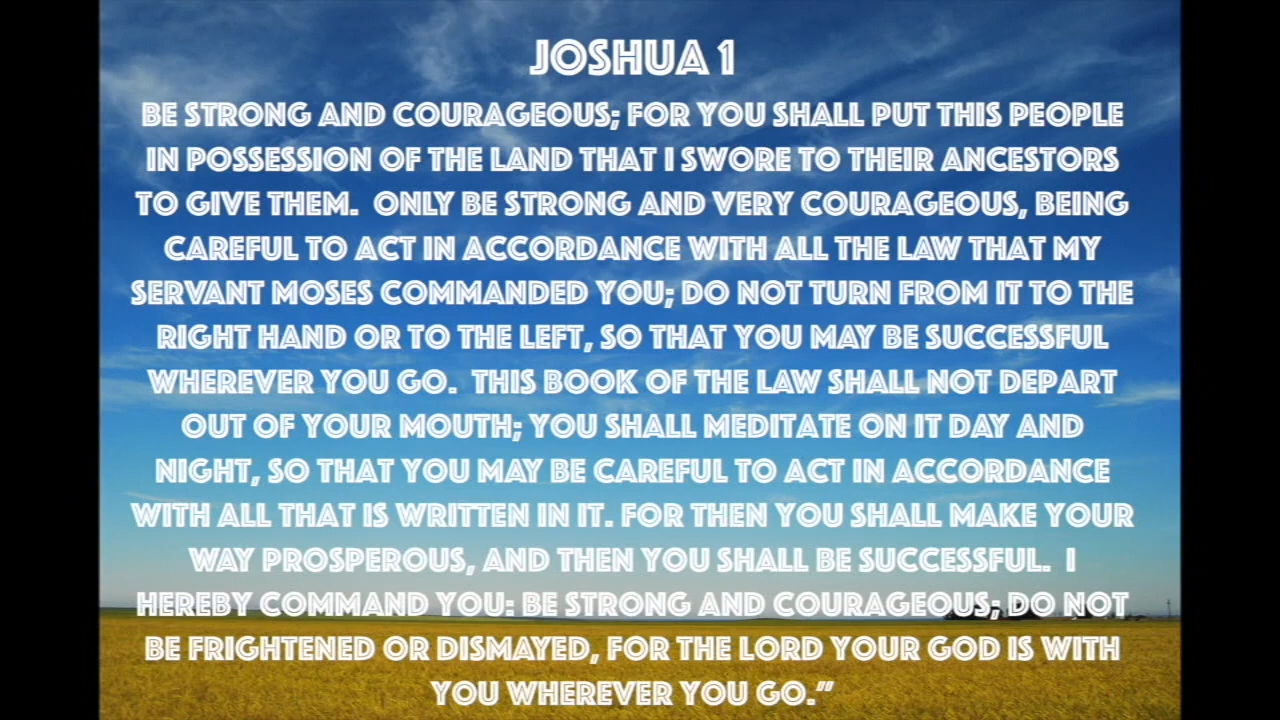 JOSHUA 1
BE STRONG AND COURAGEOUS; FOR YOU SHALL PUT THIS PEOPLE
IN POSSESSION OF THE LAND THAT I SWORE TO THEIR ANCESTORS
TO GIVE THEM.  ONLY BE STRONG AND VERY COURAGEOUS, BEING
CAREFUL TO ACT IN ACCORDANCE WITH ALL THE LAW THAT MY
SERVANT MOSES COMMANDED YOU; DO NOT TURN FROM IT TO THE
RIGHT HAND OR TO THE LEFT, SO THAT YOU MAY BE SUCCESSFUL
WHEREVER YOU GO.  THIS BOOK OF THE LAW SHALL NOT DEPART
OUT OF YOUR MOUTH; YOU SHALL MEDITATE ON IT DAY AND
NIGHT, SO THAT YOU MAY BE CAREFUL TO ACT IN ACCORDANCE
WITH ALL THAT IS WRITTEN IN IT. FOR THEN YOU SHALL MAKE YOUR
WAY PROSPEROUS, AND THEN YOU SHALL BE SUCCESSFUL.  I
HEREBY COMMAND YOU: BE STRONG AND COURAGEOUS; DO NOT
BE FRIGHTENED OR DISMAYED, FOR THE LORD YOUR GOD IS WITH
YOU WHEREVER YOU GO.”